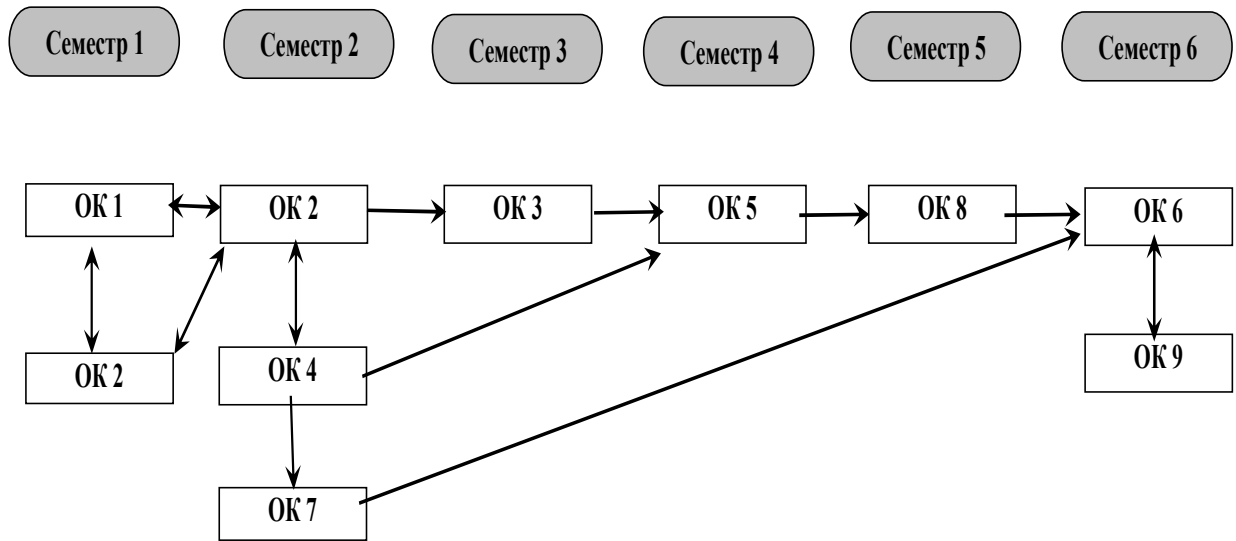 Семестр 1
Семестр 2
Семестр 3
Семестр 4
Семестр 5
Семестр 6
ОК 1
ОК 2
ОК 3
ОК 5
ОК 8
ОК 6
ОК 2
ОК 4
ОК 9
ОК 7